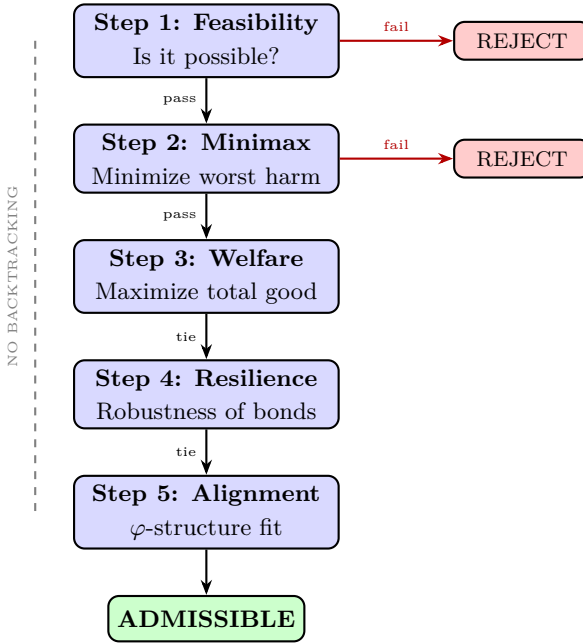 Step 1: Feasibility
Is it possible?
fail
REJECT
pass
Step 2: Minimax
Minimize worst harm
fail
REJECT
pass
Step 3: Welfare
Maximize total good
tie
Step 4: Resilience
Robustness of bonds
tie
Step 5: Alignment
φ-structure fit
ADMISSIBLE
NO BACKTRACKING